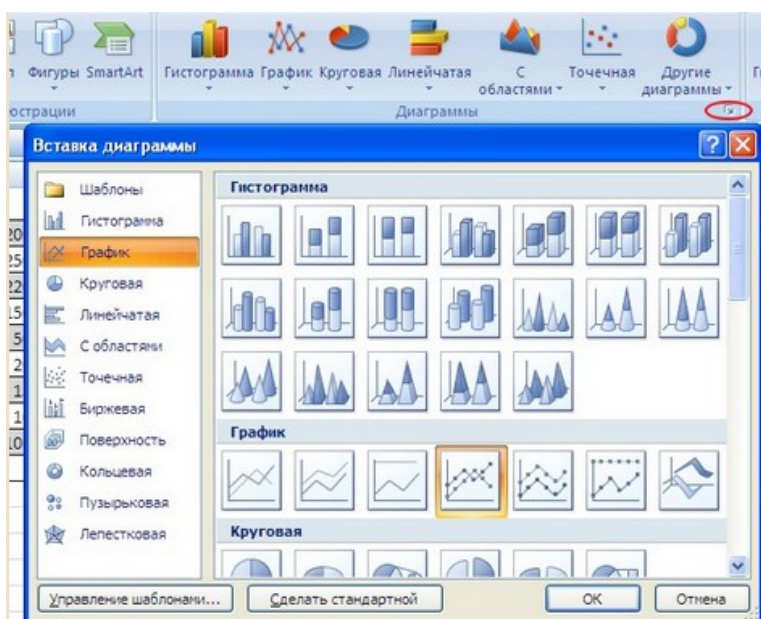 Фигуры SmartArt Гистограмма График Круговая Линейчатая С областями Точечная Другие диаграммы
Диаграммы
Вставка диаграммы
Шаблоны
Гистограмма
График
Круговая
Линейчатая
С областями
Точечная
Биржевая
Поверхность
Кольцевая
Пузырьковая
Лепестковая
Гистограмма
График
Круговая
Управление шаблонами...
Сделать стандартной
ОК
Отмена